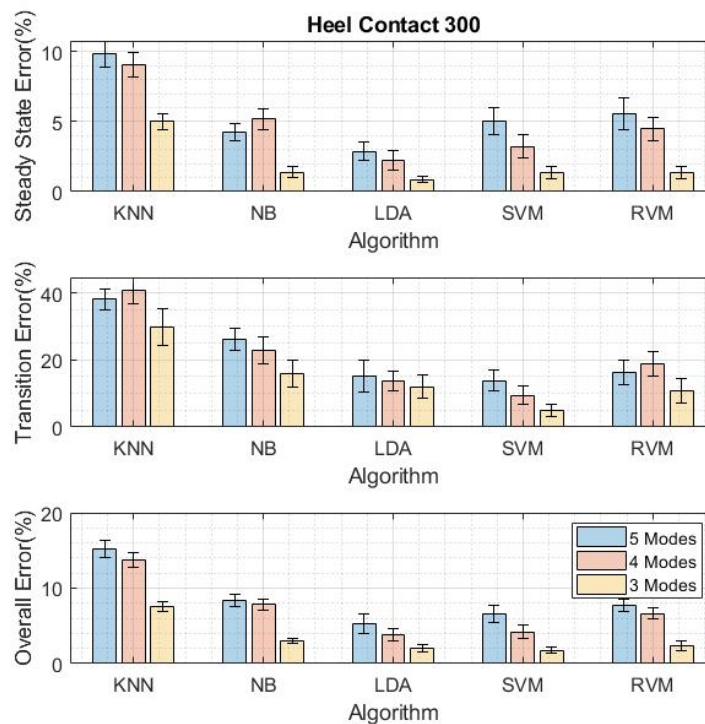 Heel Contact 300
Steady State Error(%)
10
5
0
KNN NB LDA SVM RVM
Algorithm
Transition Error(%)
40
20
0
KNN NB LDA SVM RVM
Algorithm
Overall Error(%)
20
10
0
5 Modes
4 Modes
3 Modes
KNN NB LDA SVM RVM
Algorithm